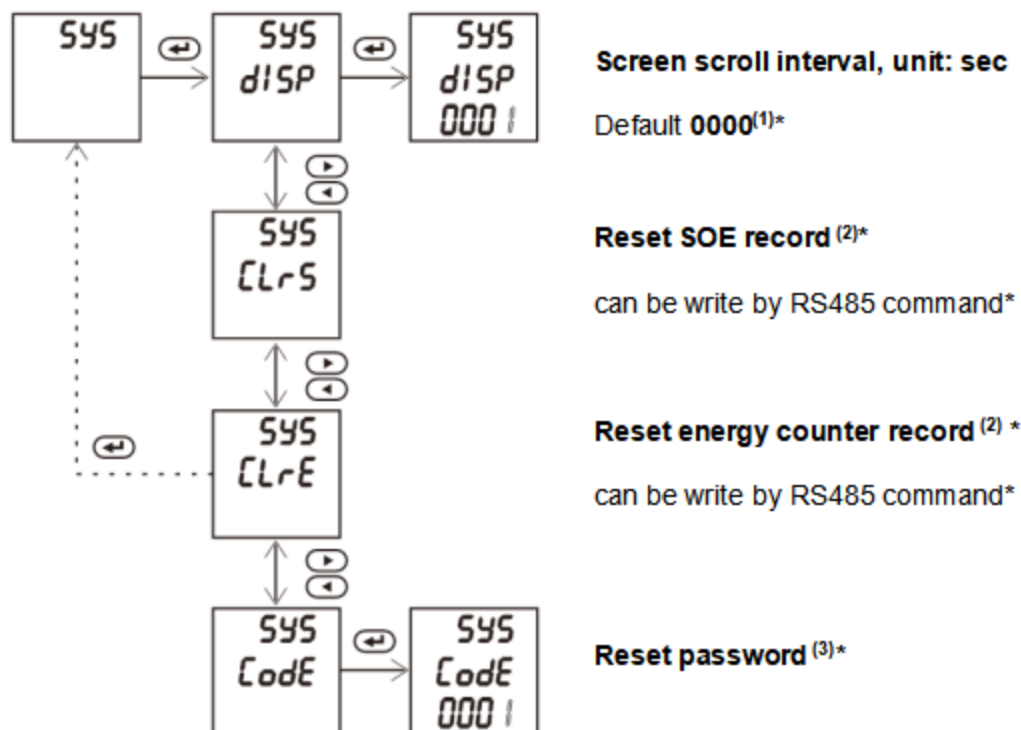 SYS SYS SYS
dISP dISP
0001
Screen scroll interval, unit: sec
Default 0000(1)*
SYS
CLrS
Reset SOE record (2)*
can be write by RS485 command*
SYS
CLrE
Reset energy counter record (2) *
can be write by RS485 command*
SYS SYS
CodE CodE
0001
Reset password (3)*